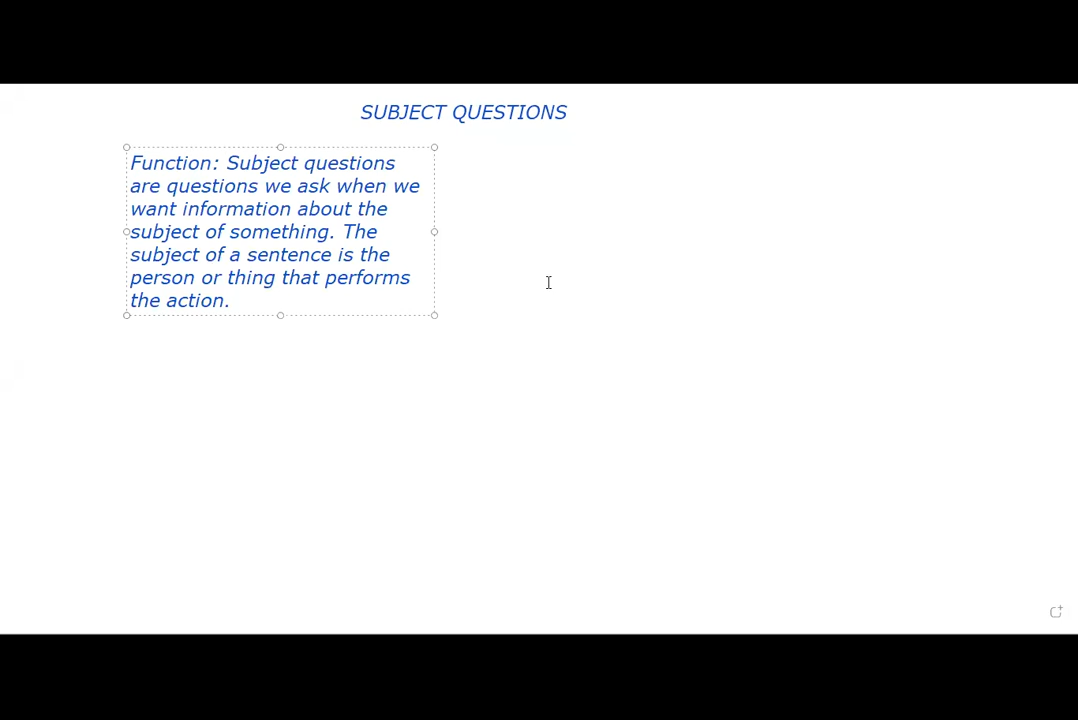 SUBJECT QUESTIONS
Function: Subject questions
are questions we ask when we
want information about the
subject of something. The
subject of a sentence is the
person or thing that performs
the action.